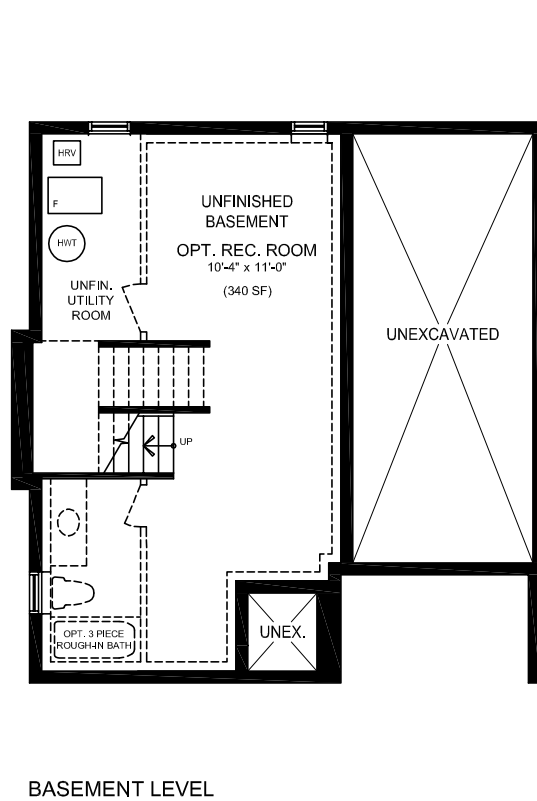 HRV
F
HWT
UNFINISHED
BASEMENT
OPT. REC. ROOM
10'-4" x 11'-0"
(340 SF)
UNFIN.
UTILITY
ROOM
UNEXCAVATED
UP
UNEX.
OPT. 3 PIECE
ROUGH-IN BATH
BASEMENT LEVEL